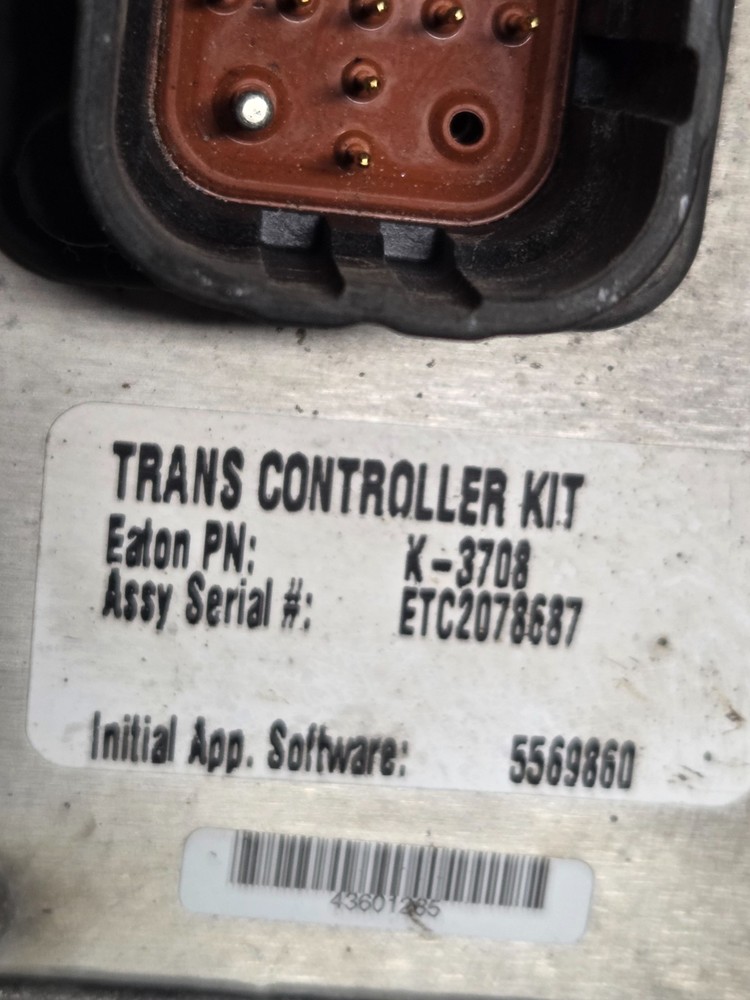 TRANS CONTROLLER KIT
Eaton PN: K-3708
Assy Serial #: ETC2078687
Initial App. Software: 5569860
43601285